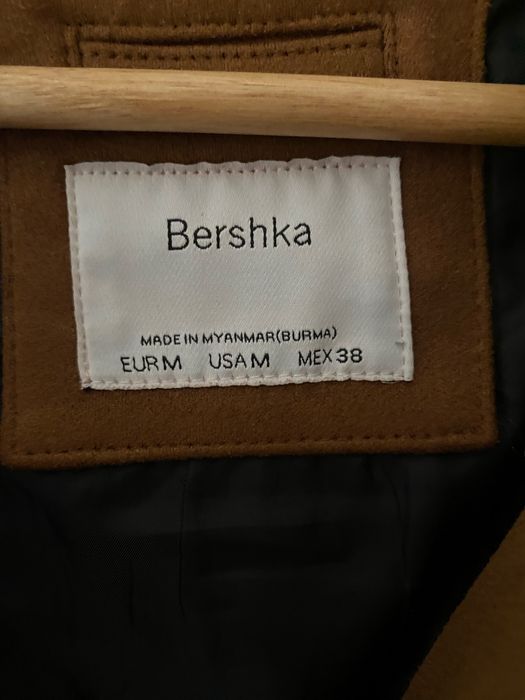 Bershka
MADE IN MYANMAR(BURMA)
EUR M USA M MEX 38